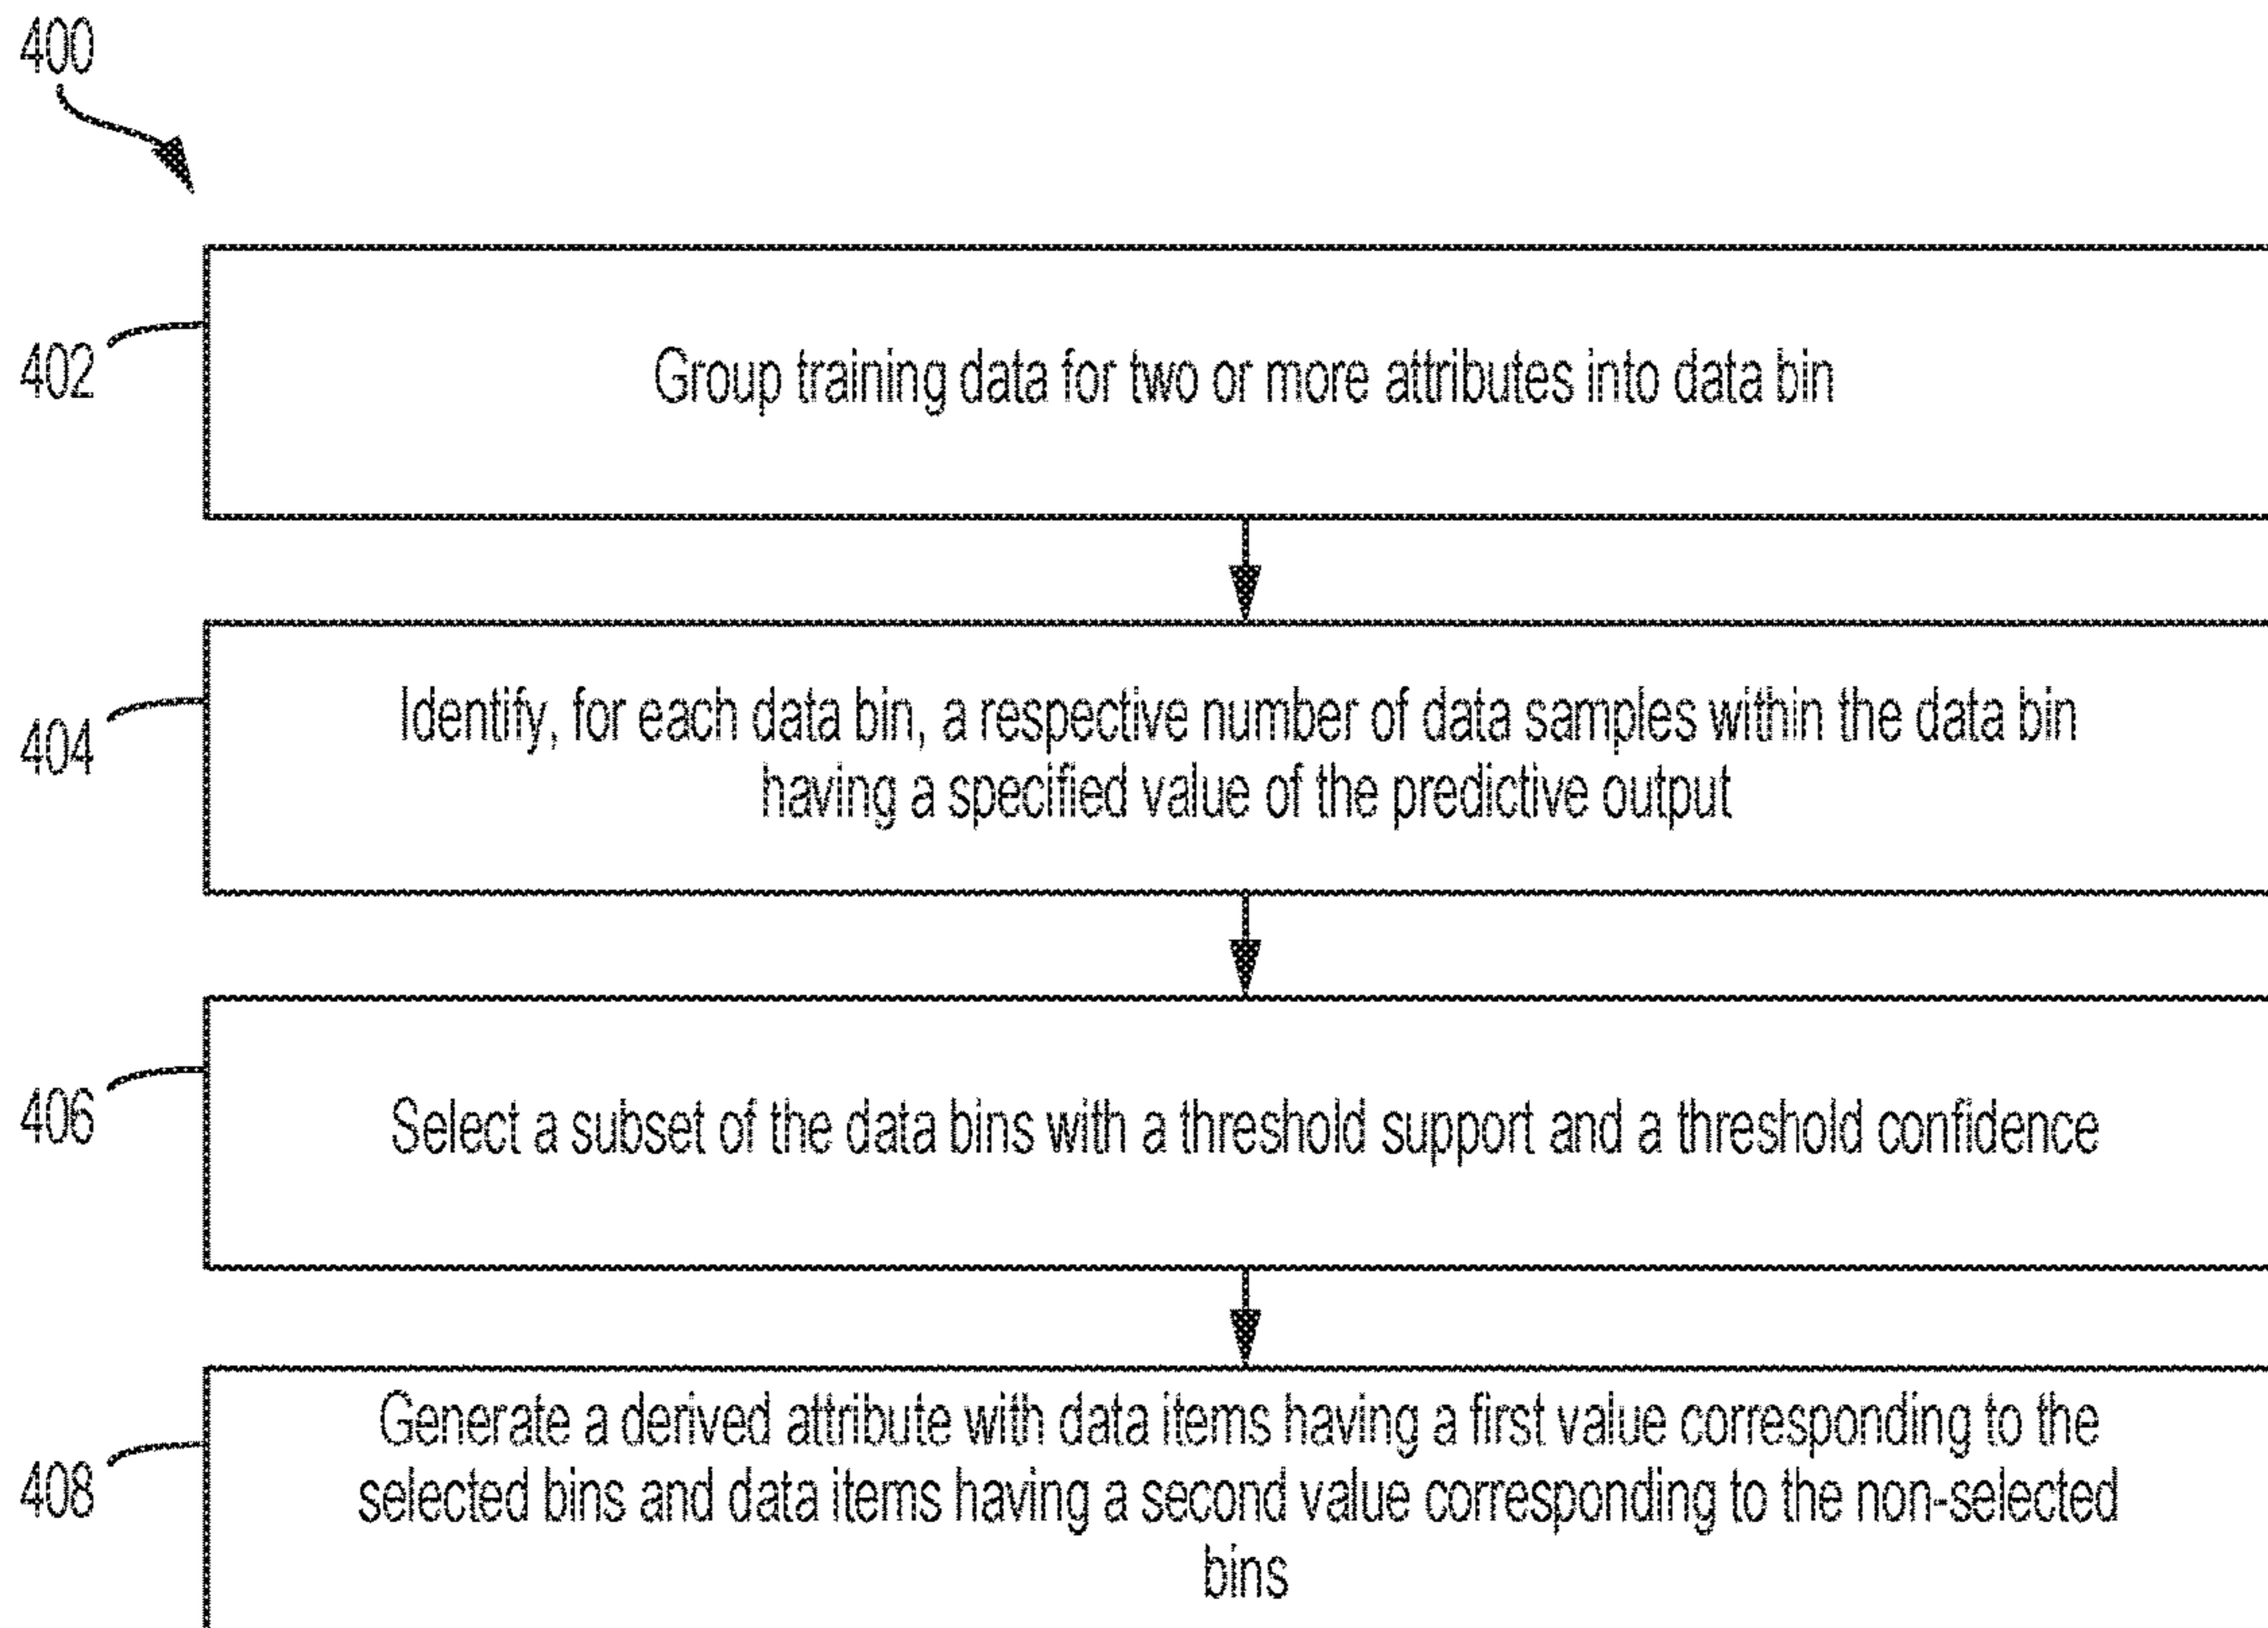 400
402
Group training data for two or more attributes into data bin
404
Identify, for each data bin, a respective number of data samples within the data bin
having a specified value of the predictive output
406
Select a subset of the data bins with a threshold support and a threshold confidence
408
Generate a derived attribute with data items having a first value corresponding to the
selected bins and data items having a second value corresponding to the non-selected
bins